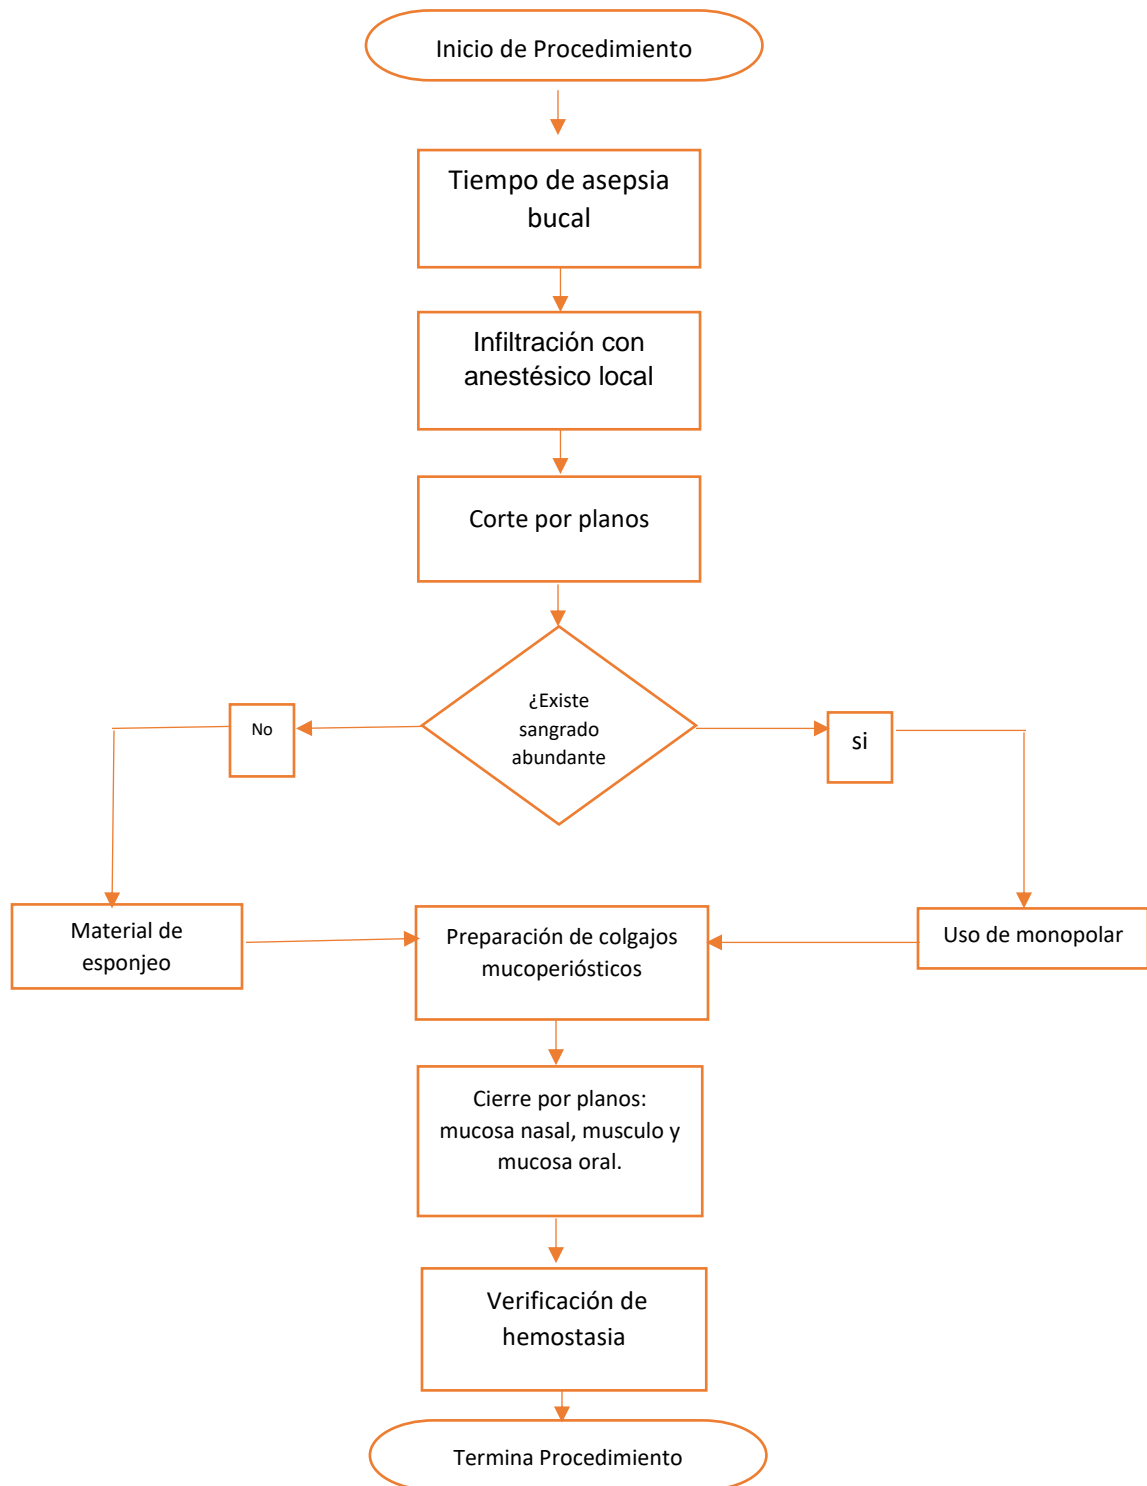 Inicio de Procedimiento
Tiempo de asepsia
bucal
Infiltración con
anestésico local
Corte por planos
¿Existe
sangrado
abundante
No
si
Material de
esponjeo
Preparación de colgajos
mucoperiósticos
Uso de monopolar
Cierre por planos:
mucosa nasal, musculo y
mucosa oral.
Verificación de
hemostasia
Termina Procedimiento